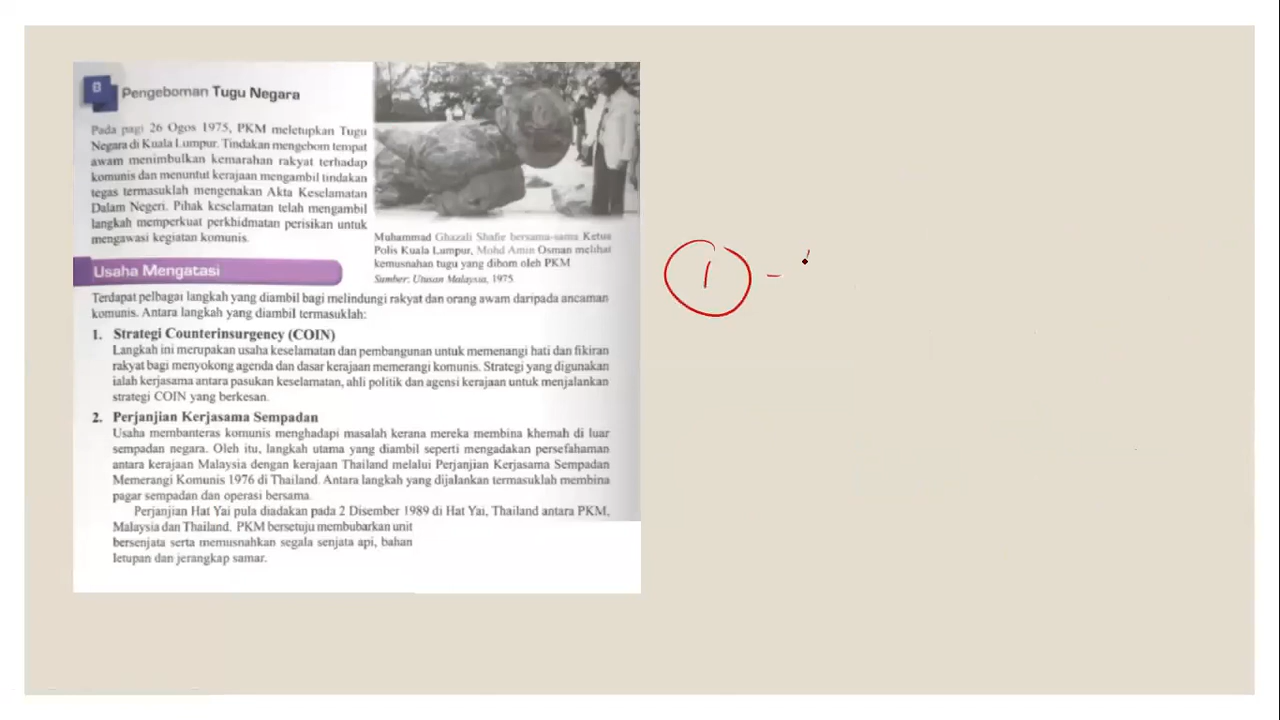 8 Pengeboman Tugu Negara
Pada pagi 26 Ogos 1975, PKM meletupkan Tugu
Negara di Kuala Lumpur. Tindakan mengebom tempat
awam menimbulkan kemarahan rakyat terhadap
komunis dan menuntut kerajaan mengambil tindakan
tegas termasuklah mengenakan Akta Keselamatan
Dalam Negeri. Pihak keselamatan telah mengambil
langkah memperkuat perkhidmatan perisikan untuk
mengawasi kegiatan komunis.
Muhammad Ghazali Shafie bersama-sama Ketua
Polis Kuala Lumpur, Mohd Amin Osman melihat
kemusnahan tugu yang dibom oleh PKM
Sumber: Utusan Malaysia, 1975
Usaha Mengatasi
Terdapat pelbagai langkah yang diambil bagi melindungi rakyat dan orang awam daripada ancaman
komunis. Antara langkah yang diambil termasuklah:
1. Strategi Counterinsurgency (COIN)
Langkah ini merupakan usaha keselamatan dan pembangunan untuk memenangi hati dan fikiran
rakyat bagi menyokong agenda dan dasar kerajaan memerangi komunis. Strategi yang digunakan
ialah kerjasama antara pasukan keselamatan, ahli politik dan agensi kerajaan untuk menjalankan
strategi COIN yang berkesan.
2. Perjanjian Kerjasama Sempadan
Usaha membanteras komunis menghadapi masalah kerana mereka membina khemah di luar
sempadan negara. Oleh itu, langkah utama yang diambil seperti mengadakan persefahaman
antara kerajaan Malaysia dengan kerajaan Thailand melalui Perjanjian Kerjasama Sempadan
Memerangi Komunis 1976 di Thailand. Antara langkah yang dijalankan termasuklah membina
pagar sempadan dan operasi bersama.
Perjanjian Hat Yai pula diadakan pada 2 Disember 1989 di Hat Yai, Thailand antara PKM,
Malaysia dan Thailand. PKM bersetuju membubarkan unit
bersenjata serta memusnahkan segala senjata api, bahan
letupan dan jerangkap samar.
1 -